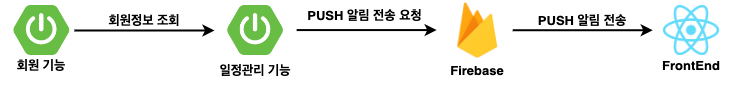 회원정보 조회
PUSH 알림 전송 요청
PUSH 알림 전송
회원 기능
일정관리 기능
Firebase
FrontEnd